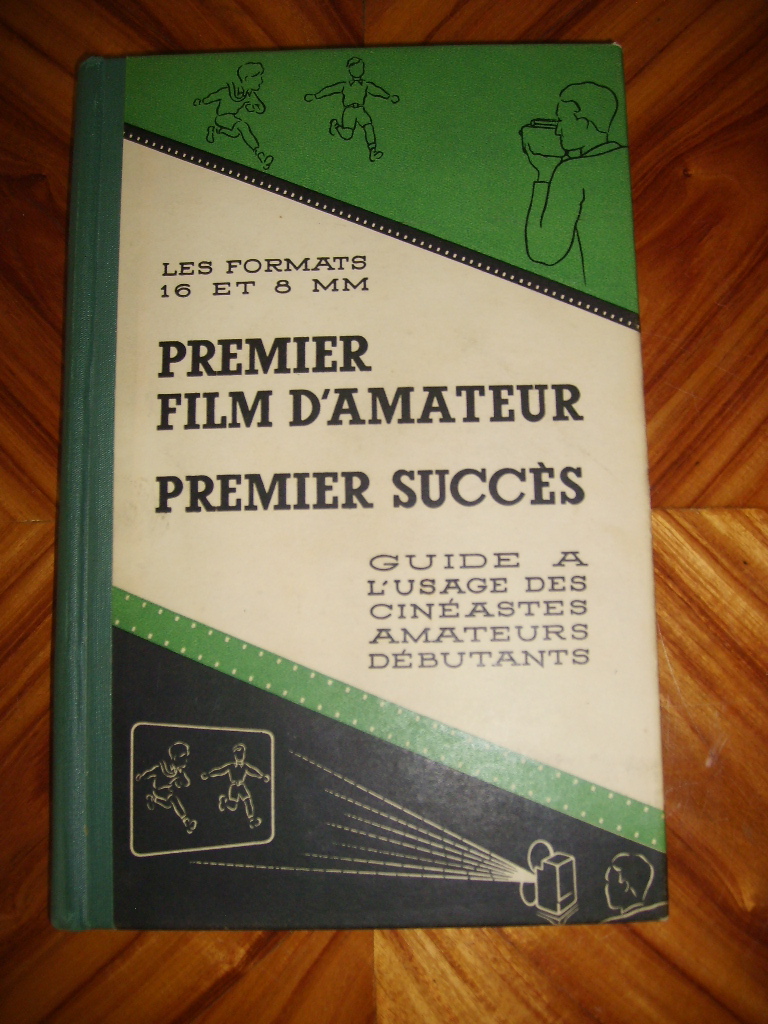 LES FORMATS
16 ET 8 MM
PREMIER
FILM D'AMATEUR
PREMIER SUCCÈS
GUIDE A
L'USAGE DES
CINÉASTES
AMATEURS
DÉBUTANTS